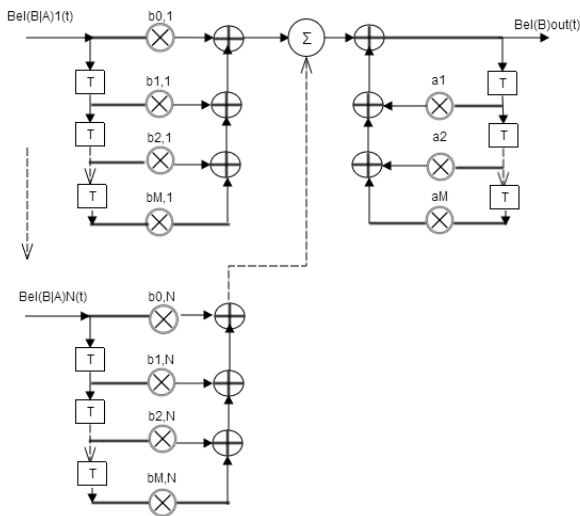 Bel(B|A)1(t)
b0,1
Σ
Bel(B)out(t)
T
T
b1,1
a1
T
T
b2,1
a2
T
T
bM,1
aM
Bel(B|A)N(t)
b0,N
T
b1,N
T
b2,N
T
bM,N